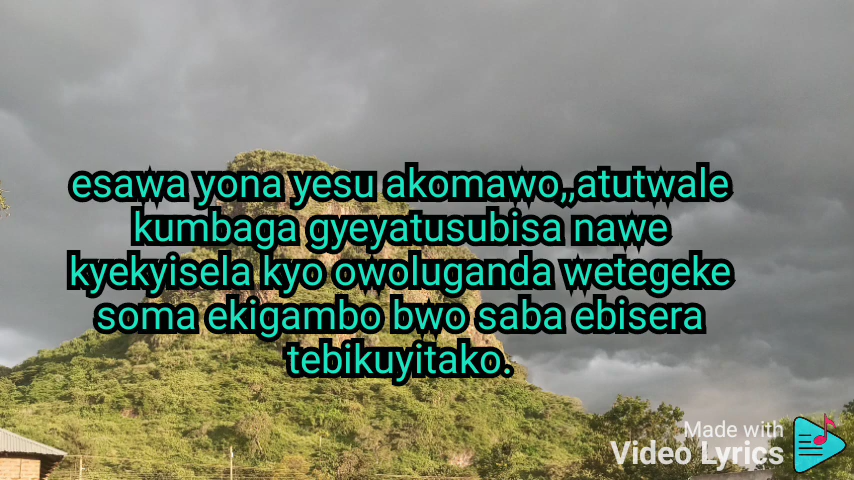 esawa yona yesu akomawo,,atutwale
kumbaga gyeyatusubisa nawe
kyekyisela kyo owoluganda wetegeke
soma ekigambo bwo saba ebisera
tebikuyitako.
Made with
Video Lyrics